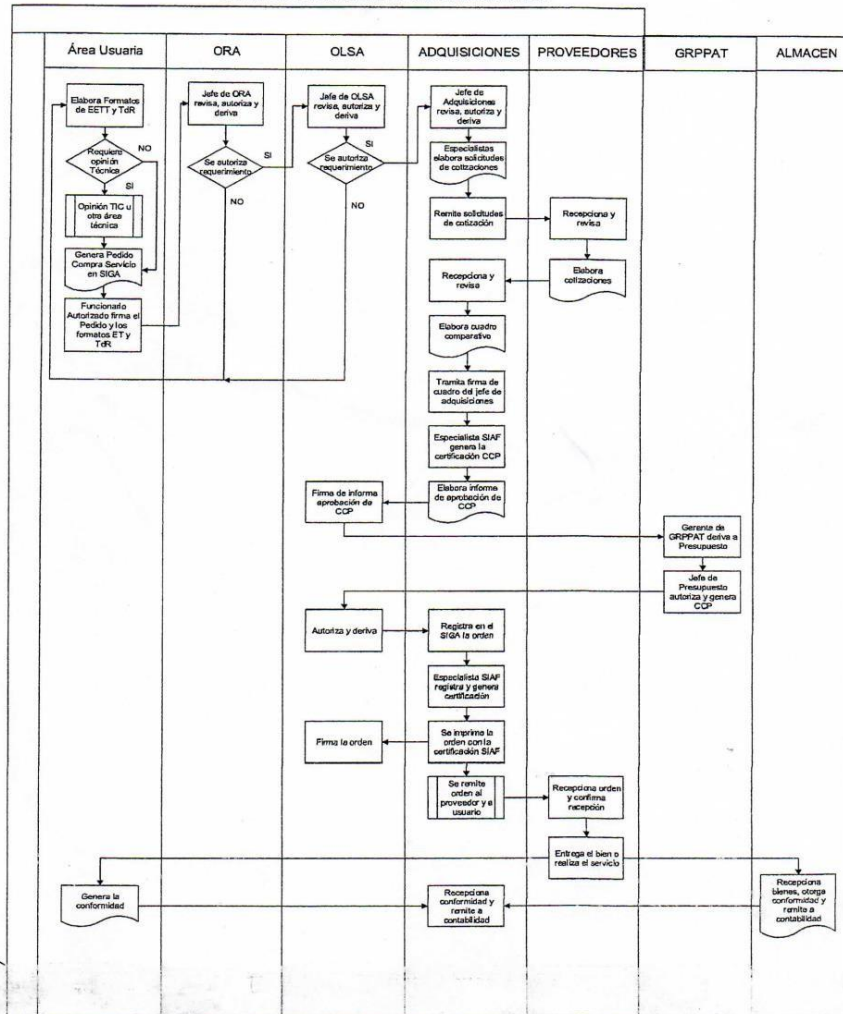 Área Usuaria
ORA
OLSA
ADQUISICIONES
PROVEEDORES
GRPPAT
ALMACEN
Elabora Formatos
de EETT y TdR
Requiere
opinión
Técnica
NO
SI
Opinión TIC u
otra área
técnica
Genera Pedido
Compra Servicio
en SIGA
Funcionario
Autorizado firma el
Pedido y los
formatos ET y
TdR
Jefe de ORA
revisa, autoriza y
deriva
Se autoriza
requerimiento
SI
NO
Jefe de OLSA
revisa, autoriza y
deriva
Se autoriza
requerimiento
SI
NO
Jefe de
Adquisiciones
revisa, autoriza y
deriva
Especialistas
elabora solicitudes
de cotizaciones
Remite solicitudes
de cotización
Recepciona y
revisa
Elabora
cotizaciones
Recepciona y
revisa
Elabora cuadro
comparativo
Tramita firma de
cuadro del jefe de
adquisiciones
Especialista SIAF
genera la
certificación CCP
Elabora informe
de aprobación de
CCP
Firma de informe
aprobación de
CCP
Gerente de
GRPPAT deriva a
Presupuesto
Jefe de
Presupuesto
autoriza y genera
CCP
Autoriza y deriva
Registra en el
SIGA la orden
Especialista SIAF
registra y genera
certificación
Se imprime la
orden con la
certificación SIAF
Firma la orden
Se remite
orden al
proveedor y a
usuario
Recepciona orden
y confirma
recepción
Entrega el bien o
realiza el servicio
Genera la
conformidad
Recepciona
conformidad y
remite a
contabilidad
Recepciona
bienes, otorga
conformidad y
remite a
contabilidad